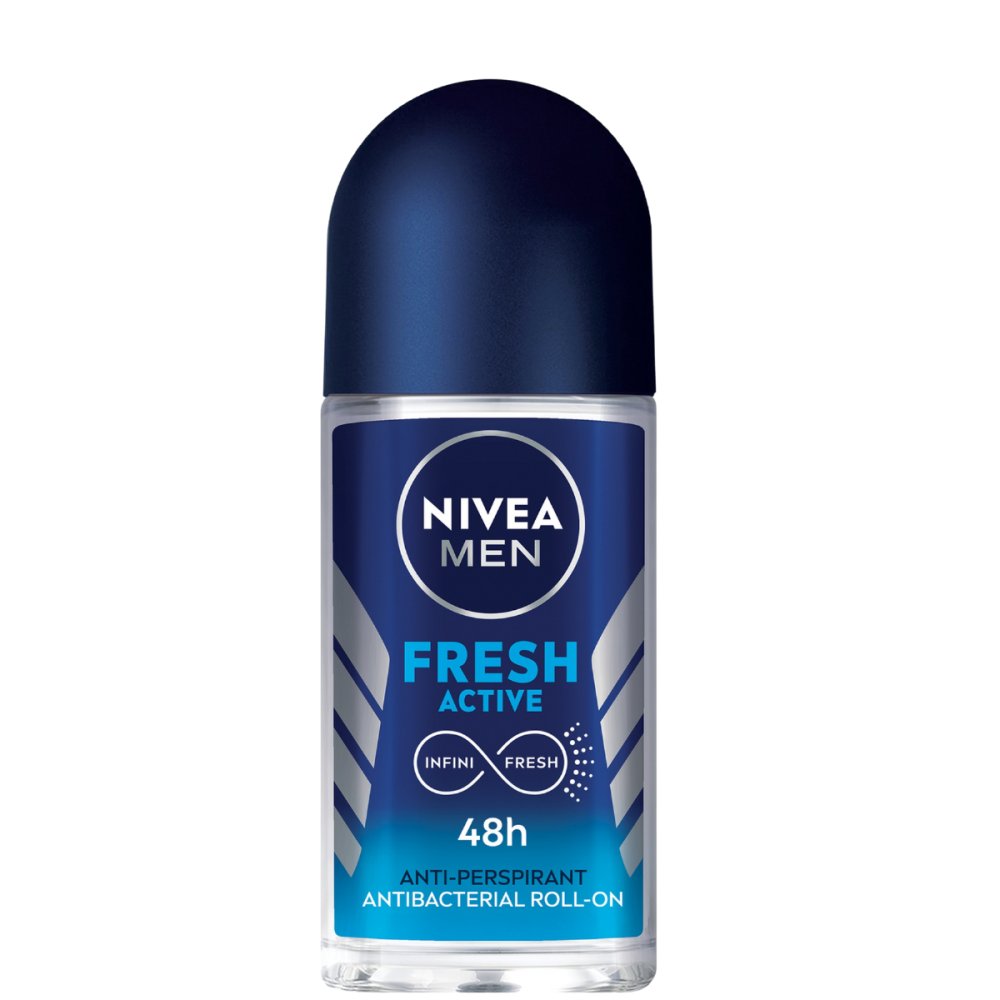 NIVEA
MEN
FRESH
ACTIVE
INFINI FRESH
48h
ANTI-PERSPIRANT
ANTIBACTERIAL ROLL-ON